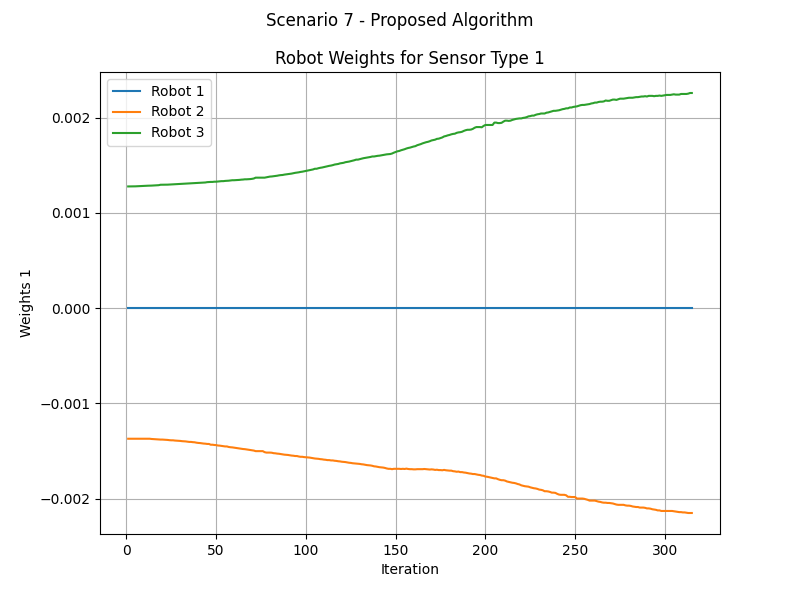 Scenario 7 - Proposed Algorithm
Robot Weights for Sensor Type 1
Robot 1
Robot 2
Robot 3
Weights 1
0.002
0.001
0.000
−0.001
−0.002
0
50
100
150
200
250
300
Iteration